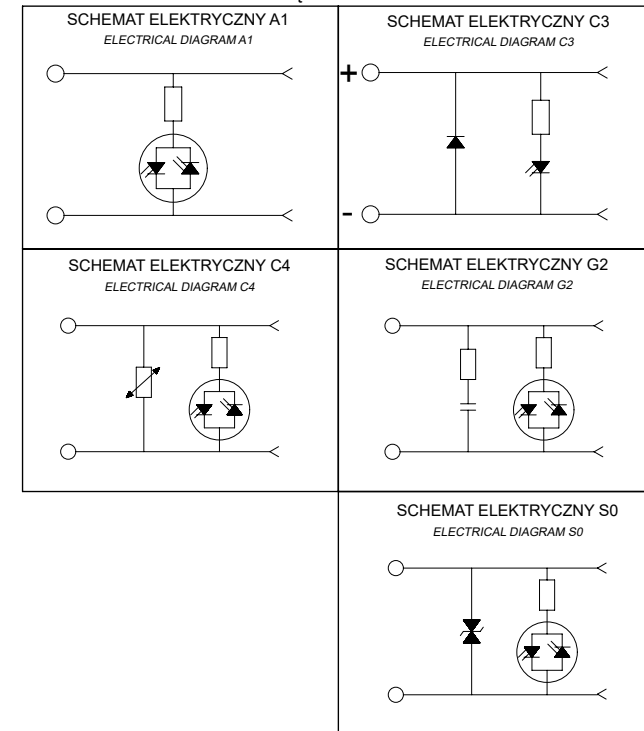 SCHEMAT ELEKTRYCZNY A1
ELECTRICAL DIAGRAM A1
SCHEMAT ELEKTRYCZNY C3
ELECTRICAL DIAGRAM C3
+
-
SCHEMAT ELEKTRYCZNY C4
ELECTRICAL DIAGRAM C4
SCHEMAT ELEKTRYCZNY G2
ELECTRICAL DIAGRAM G2
SCHEMAT ELEKTRYCZNY S0
ELECTRICAL DIAGRAM S0